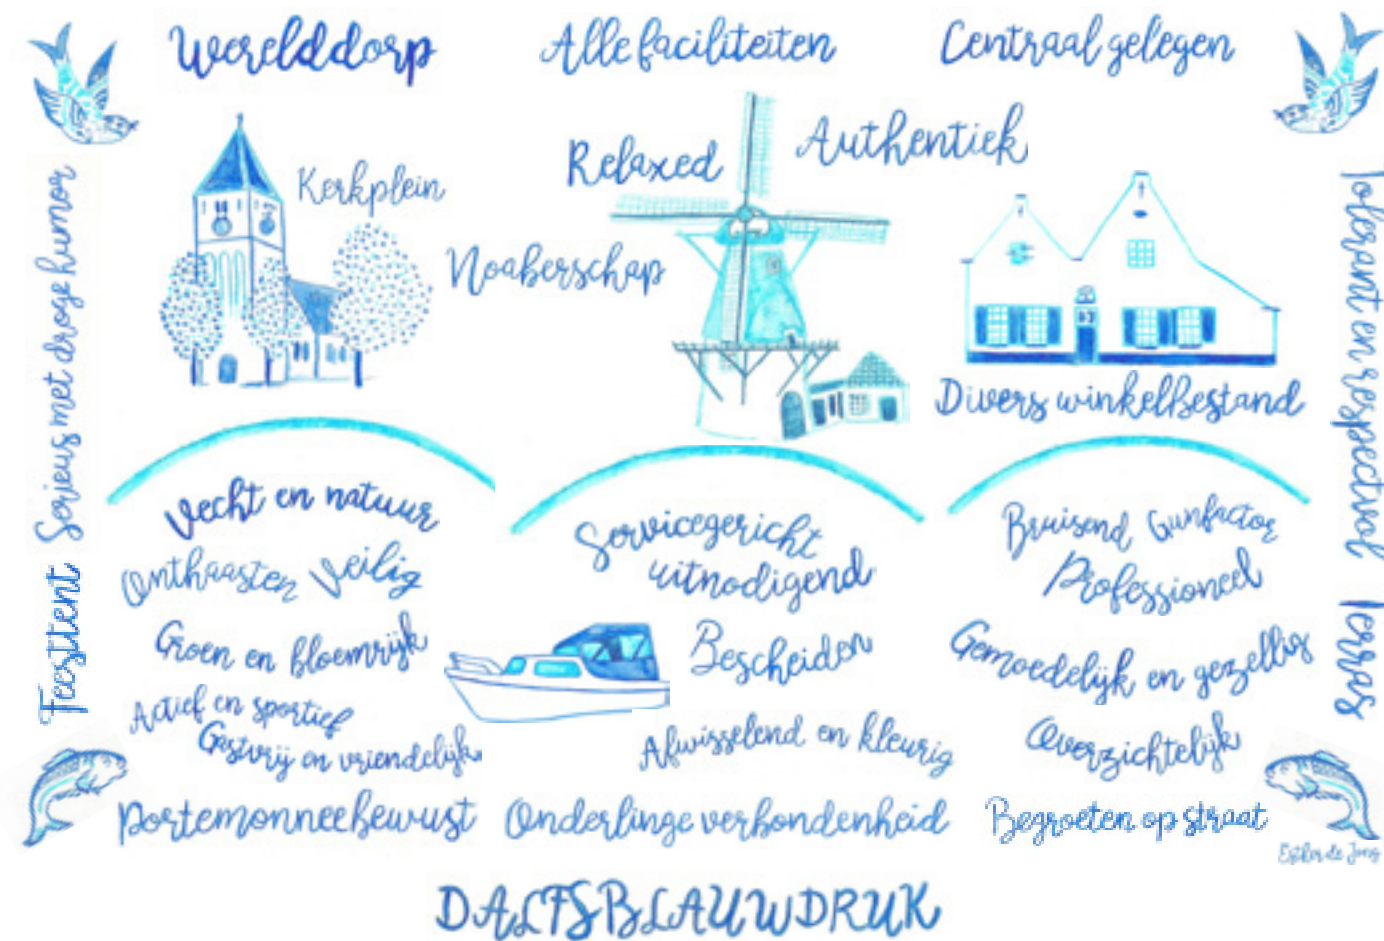 Werelddorp
Alle faciliteiten
Centraal gelegen
Kerkplein
Relaxed
Authentiek
Noaberschap
Divers winkelbestand
Serieus met droge humor
Feesttent
Tolerant en respectvol
Terras
Vecht en natuur
Onthaasten Veilig
Groen en bloemrijk
Actief en sportief
Gastvrij en vriendelijk
Portemonneebewust
Servicegericht
uitnodigend
Bescheiden
Afwisselend en kleurig
Onderlinge verbondenheid
Bruisend Gunfactor
Professioneel
Gemoedelijk en gezellig
Overzichtelijk
Begroeten op straat
Esther de Jong
DALFSBLAUWDRUK